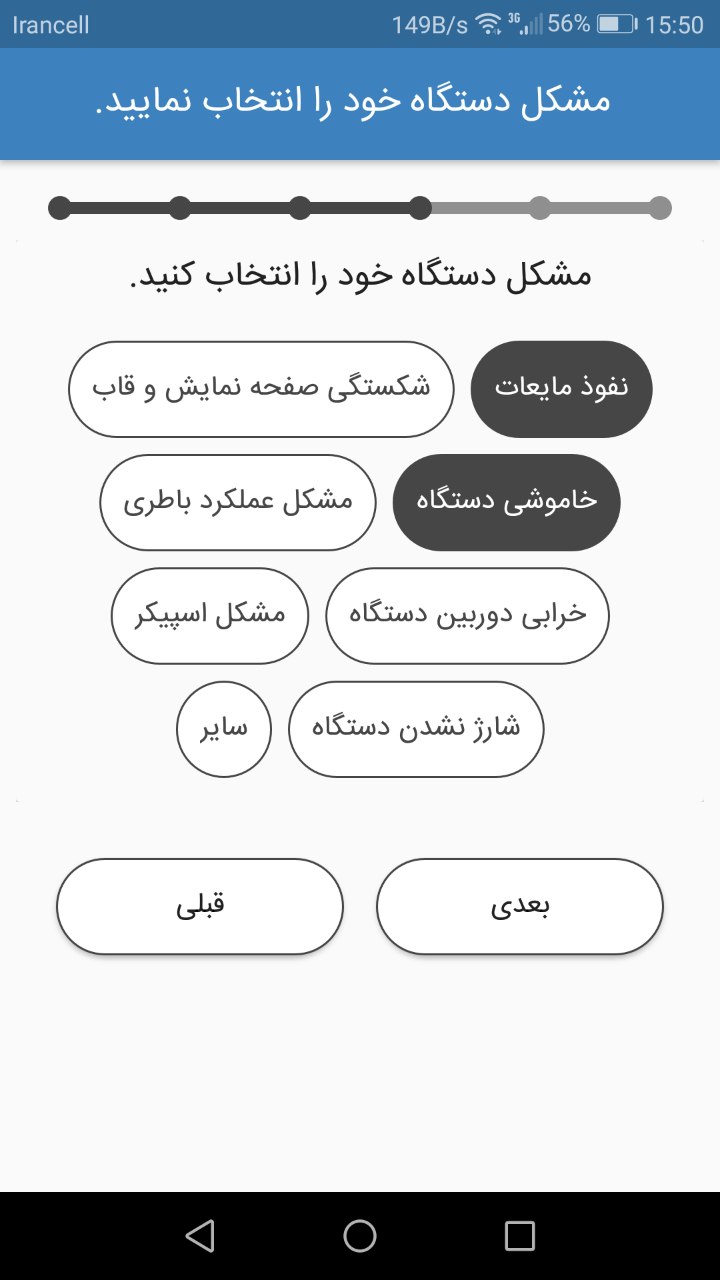 Irancell 149B/s 3G 56% 15:50
مشکل دستگاه خود را انتخاب نمایید.
مشکل دستگاه خود را انتخاب کنید.
نفوذ مایعات شکستگی صفحه نمایش و قاب
خاموشی دستگاه مشکل عملکرد باطری
خرابی دوربین دستگاه مشکل اسپیکر
شارژ نشدن دستگاه سایر
بعدی قبلی